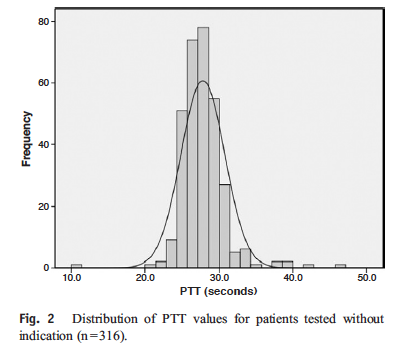 80
60
40
20
0
Frequency
10.0 20.0 30.0 40.0 50.0
PTT (seconds)
Fig. 2 Distribution of PTT values for patients tested without
indication (n=316).